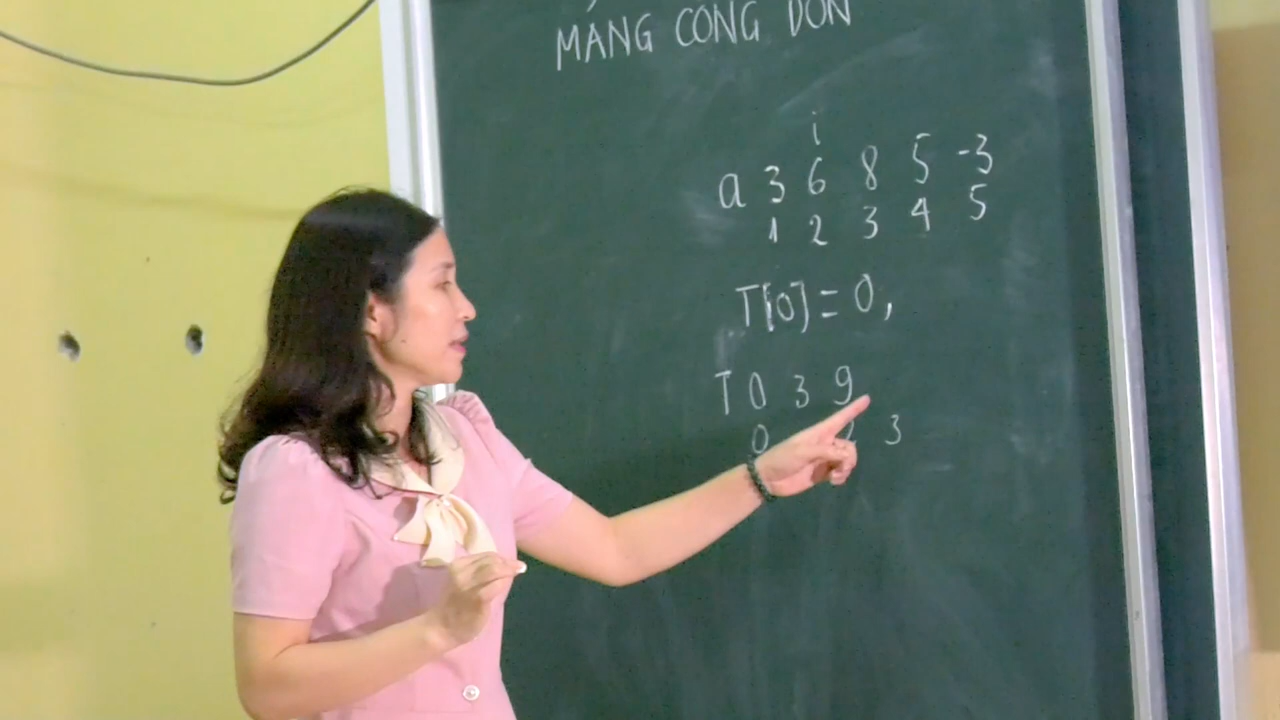 MẢNG CỘNG DỒN
i
a 3 6 8 5 -3
1 2 3 4 5
T[0] = 0,
T 0 3 9
0 2 3